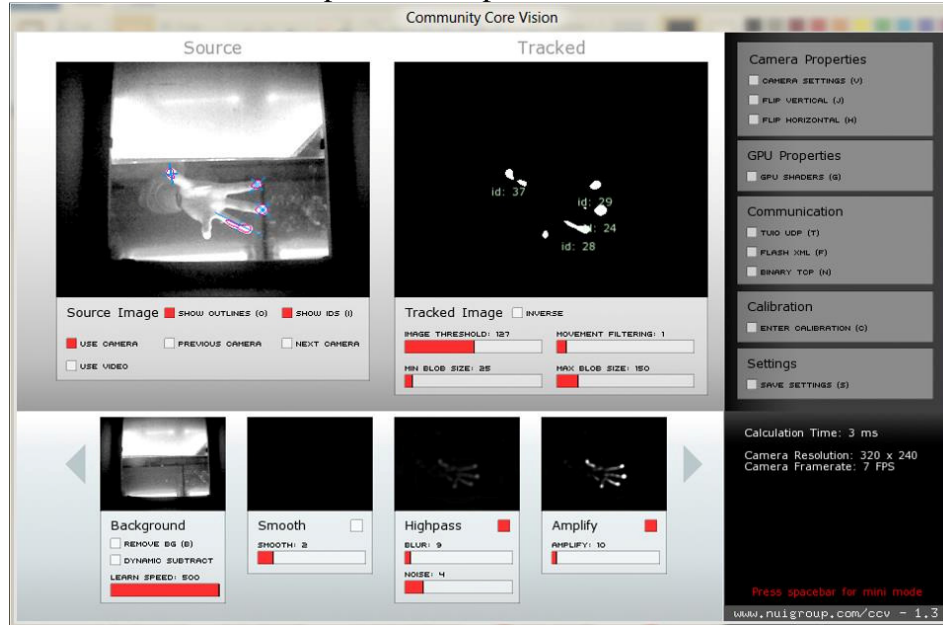 Community Core Vision
Source
Tracked
id: 37
id: 29
id: 24
id: 28
Source Image
SHOW OUTLINES (O)
SHOW IDS (I)
USE CAMERA
PREVIOUS CAMERA
NEXT CAMERA
USE VIDEO
Tracked Image
INVERSE
IMAGE THRESHOLD: 127
MOVEMENT FILTERING: 1
MIN BLOB SIZE: 25
MAX BLOB SIZE: 150
Camera Properties
CAMERA SETTINGS (V)
FLIP VERTICAL (J)
FLIP HORIZONTAL (H)
GPU Properties
GPU SHADERS (G)
Communication
TUIO UDP (T)
FLASH XML (F)
BINARY TCP (N)
Calibration
ENTER CALIBRATION (C)
Settings
SAVE SETTINGS (S)
Background
REMOVE BG (B)
DYNAMIC SUBTRACT
LEARN SPEED: 500
Smooth
SMOOTH: 2
Highpass
BLUR: 9
NOISE: 4
Amplify
AMPLIFY: 10
Calculation Time: 3 ms
Camera Resolution: 320 x 240
Camera Framerate: 7 FPS
Press spacebar for mini mode
www.nuigroup.com/ccv - 1.3